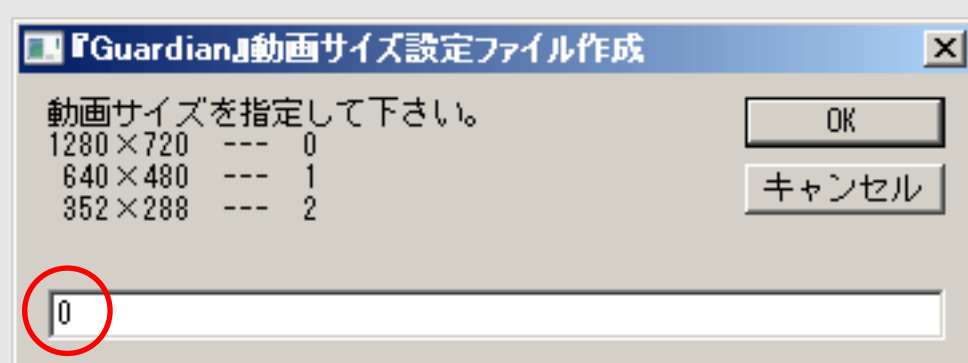 『Guardian』動画サイズ設定ファイル作成
動画サイズを指定して下さい。
1280×720 --- 0
640×480 --- 1
352×288 --- 2
OK
キャンセル
0